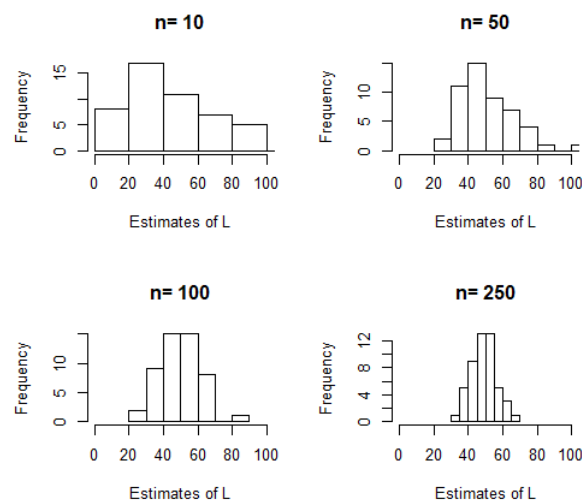 n= 10
Frequency
0 5 15
0 20 40 60 80 100
Estimates of L
n= 50
Frequency
0 5 10
0 20 40 60 80 100
Estimates of L
n= 100
Frequency
0 5 10
0 20 40 60 80 100
Estimates of L
n= 250
Frequency
0 4 8 12
0 20 40 60 80 100
Estimates of L